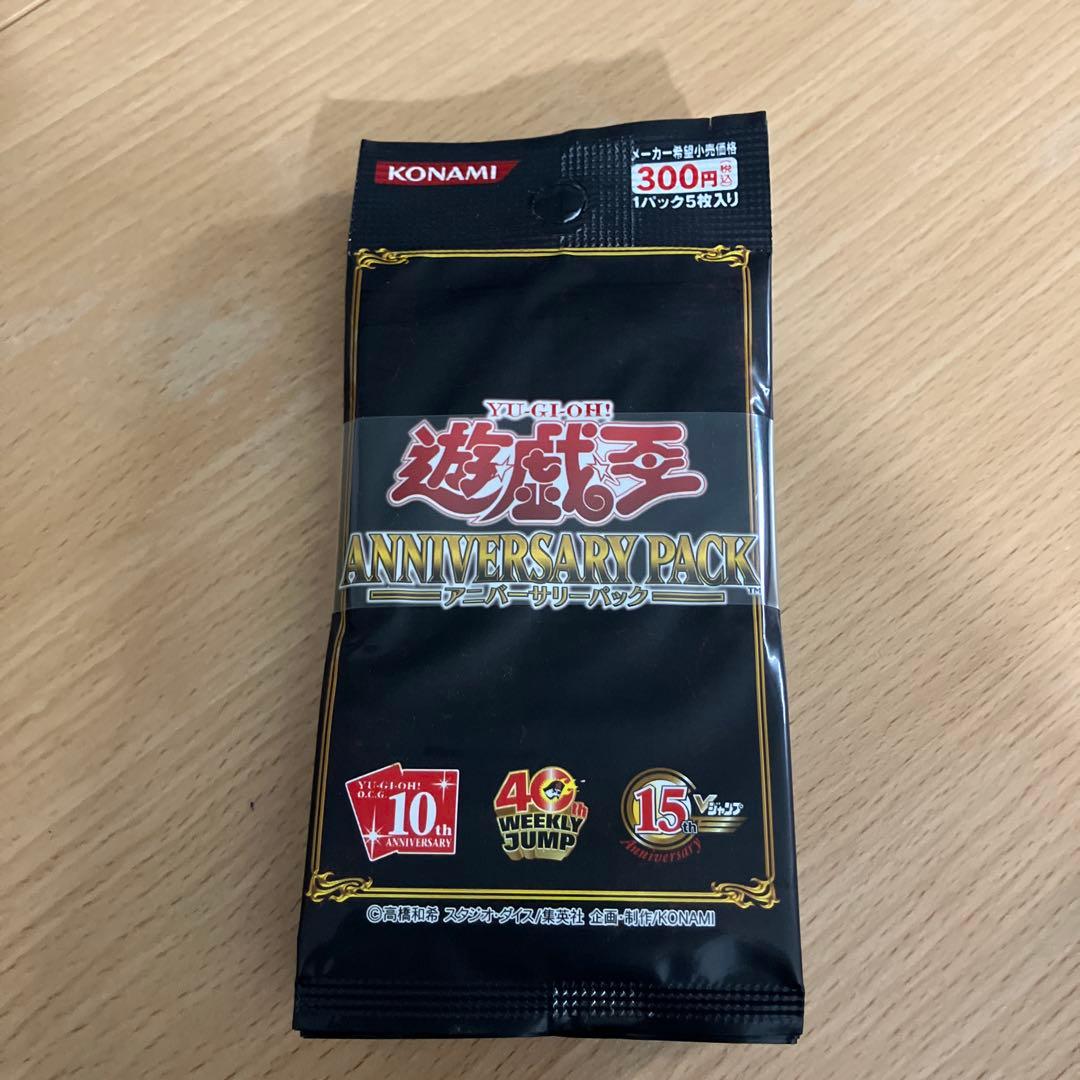 KONAMI
メーカー希望小売価格
300円(税込)
1パック5枚入り
YU-GI-OH!
遊戯王
ANNIVERSARY PACK™
アニバーサリーパック
YU-GI-OH!
O.C.G.
10th
ANNIVERSARY
40th
WEEKLY
JUMP
15th
Vジャンプ
Anniversary
©高橋和希 スタジオ・ダイス/集英社 企画・制作/KONAMI